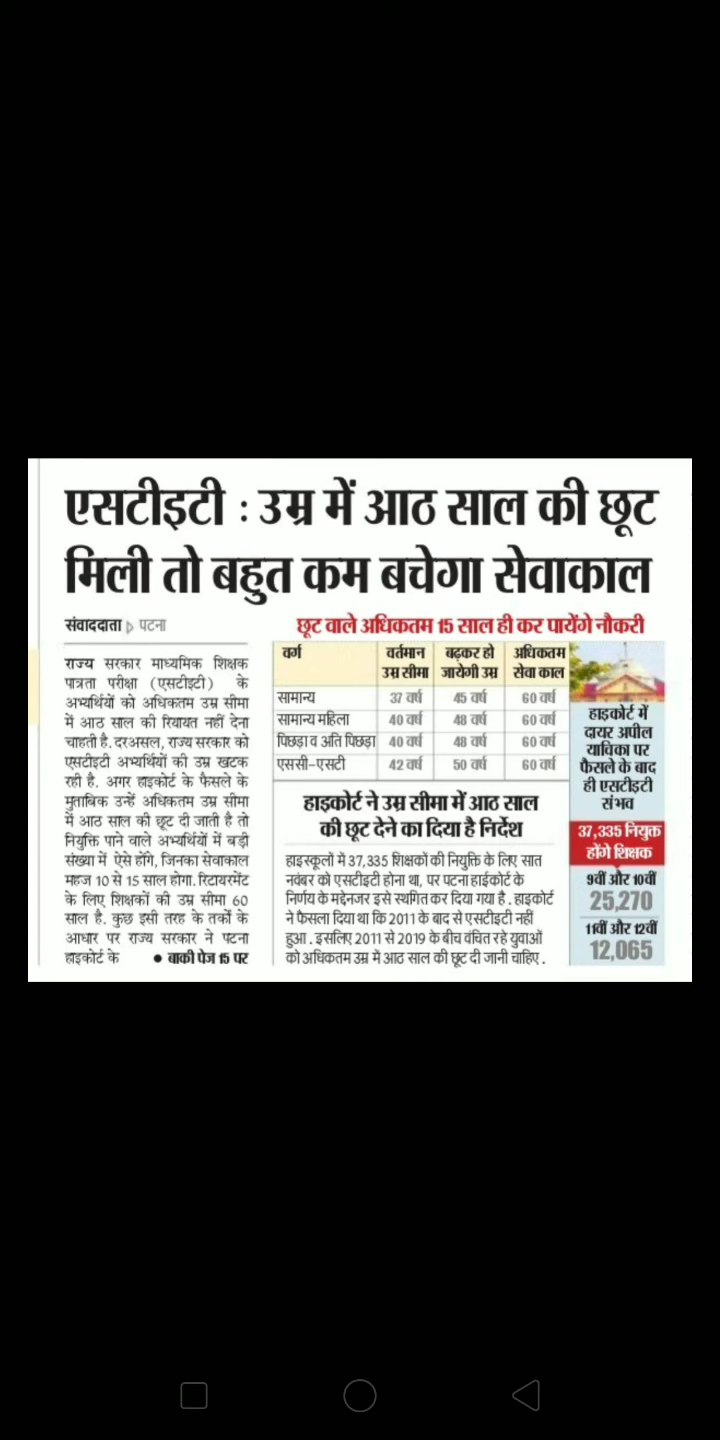 एसटीइटी : उम्र में आठ साल की छूट
मिली तो बहुत कम बचेगा सेवाकाल
संवाददाता ▷ पटना
राज्य सरकार माध्यमिक शिक्षक
पात्रता परीक्षा (एसटीइटी) के
अभ्यर्थियों को अधिकतम उम्र सीमा
में आठ साल की रियायत नहीं देना
चाहती है. दरअसल, राज्य सरकार को
एसटीइटी अभ्यर्थियों की उम्र खटक
रही है. अगर हाइकोर्ट के फैसले के
मुताबिक उन्हें अधिकतम उम्र सीमा
में आठ साल की छूट दी जाती है तो
नियुक्ति पाने वाले अभ्यर्थियों में बड़ी
संख्या में ऐसे होंगे, जिनका सेवाकाल
महज 10 से 15 साल होगा. रिटायरमेंट
के लिए शिक्षकों की उम्र सीमा 60
साल है. कुछ इसी तरह के तर्कों के
आधार पर राज्य सरकार ने पटना
हाइकोर्ट के ● बाकी पेज 15 पर
छूट वाले अधिकतम 15 साल ही कर पायेंगे नौकरी
वर्ग वर्तमान उम्र सीमा बढ़कर हो जायेगी उम्र अधिकतम सेवा काल
सामान्य 37 वर्ष 45 वर्ष 60 वर्ष
सामान्य महिला 40 वर्ष 48 वर्ष 60 वर्ष
पिछड़ा व अति पिछड़ा 40 वर्ष 48 वर्ष 60 वर्ष
एससी-एसटी 42 वर्ष 50 वर्ष 60 वर्ष
हाइकोर्ट ने उम्र सीमा में आठ साल
की छूट देने का दिया है निर्देश
हाइस्कूलों में 37,335 शिक्षकों की नियुक्ति के लिए सात
नवंबर को एसटीइटी होना था, पर पटना हाईकोर्ट के
निर्णय के मद्देनजर इसे स्थगित कर दिया गया है . हाइकोर्ट
ने फैसला दिया था कि 2011 के बाद से एसटीइटी नहीं
हुआ . इसलिए 2011 से 2019 के बीच वंचित रहे युवाओं
को अधिकतम उम्र में आठ साल की छूट दी जानी चाहिए .
हाइकोर्ट में
दायर अपील
याचिका पर
फैसले के बाद
ही एसटीइटी
संभव
37,335 नियुक्त
होंगे शिक्षक
9वीं और 10वीं
25,270
11वीं और 12वीं
12,065